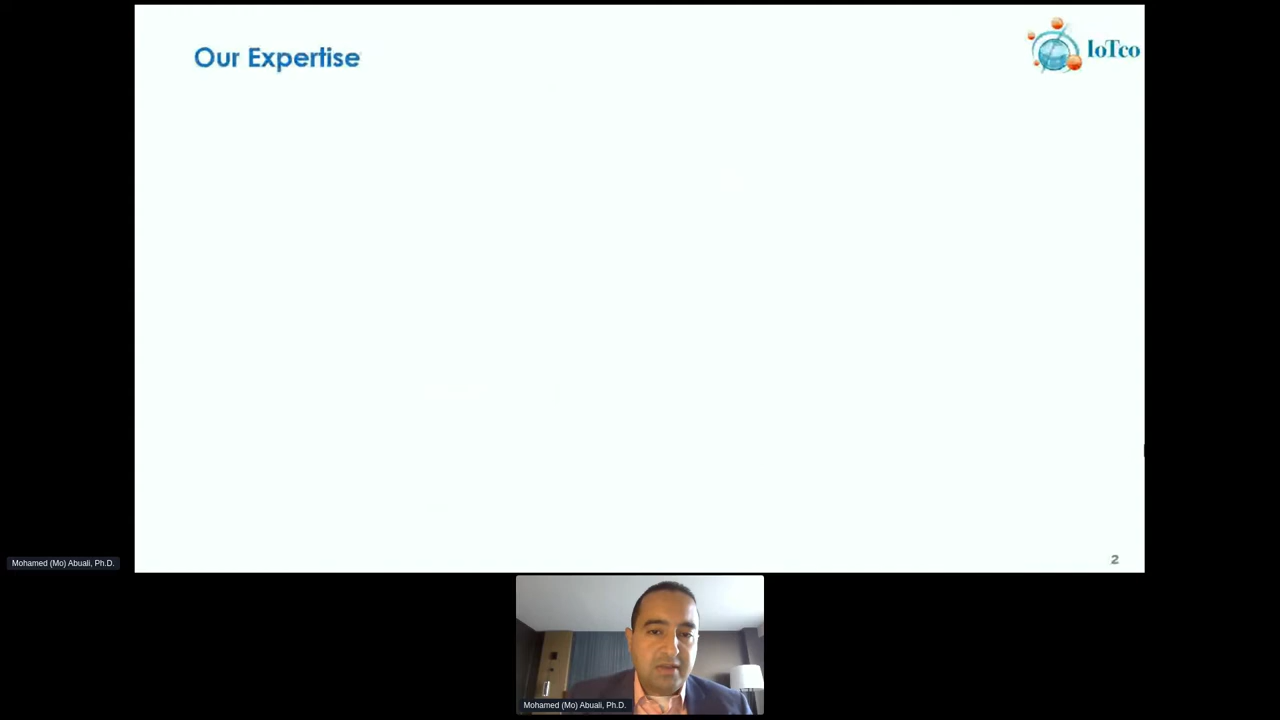 Our Expertise
IoTco
2
Mohamed (Mo) Abuali, Ph.D.
Mohamed (Mo) Abuali, Ph.D.